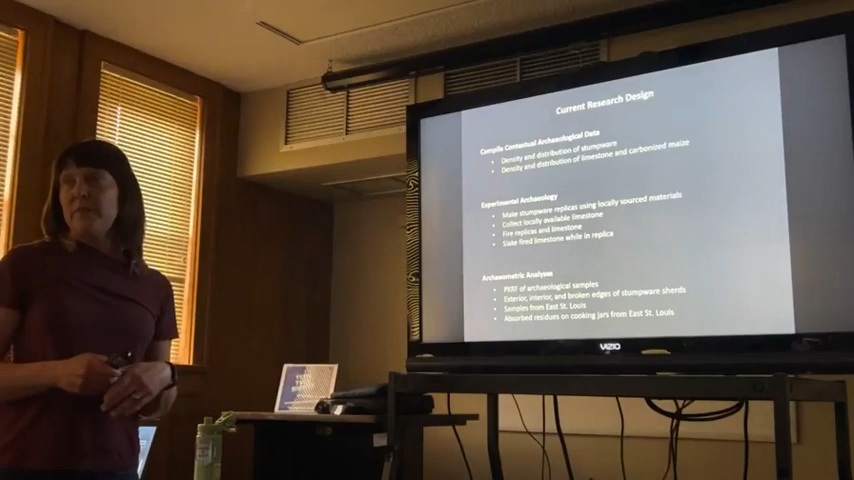 Current Research Design
Compile Contextual Archaeological Data
• Density and distribution of stumpware
• Density and distribution of limestone and carbonized maize
Experimental Archaeology
• Make stumpware replicas using locally sourced materials
• Collect locally available limestone
• Fire replicas and limestone
• Slake fired limestone while in replica
Archaeometric Analyses
• PXRF of archaeological samples
• Exterior, interior, and broken edges of stumpware sherds
• Samples from East St. Louis
• Absorbed residues on cooking jars from East St. Louis
VIZIO